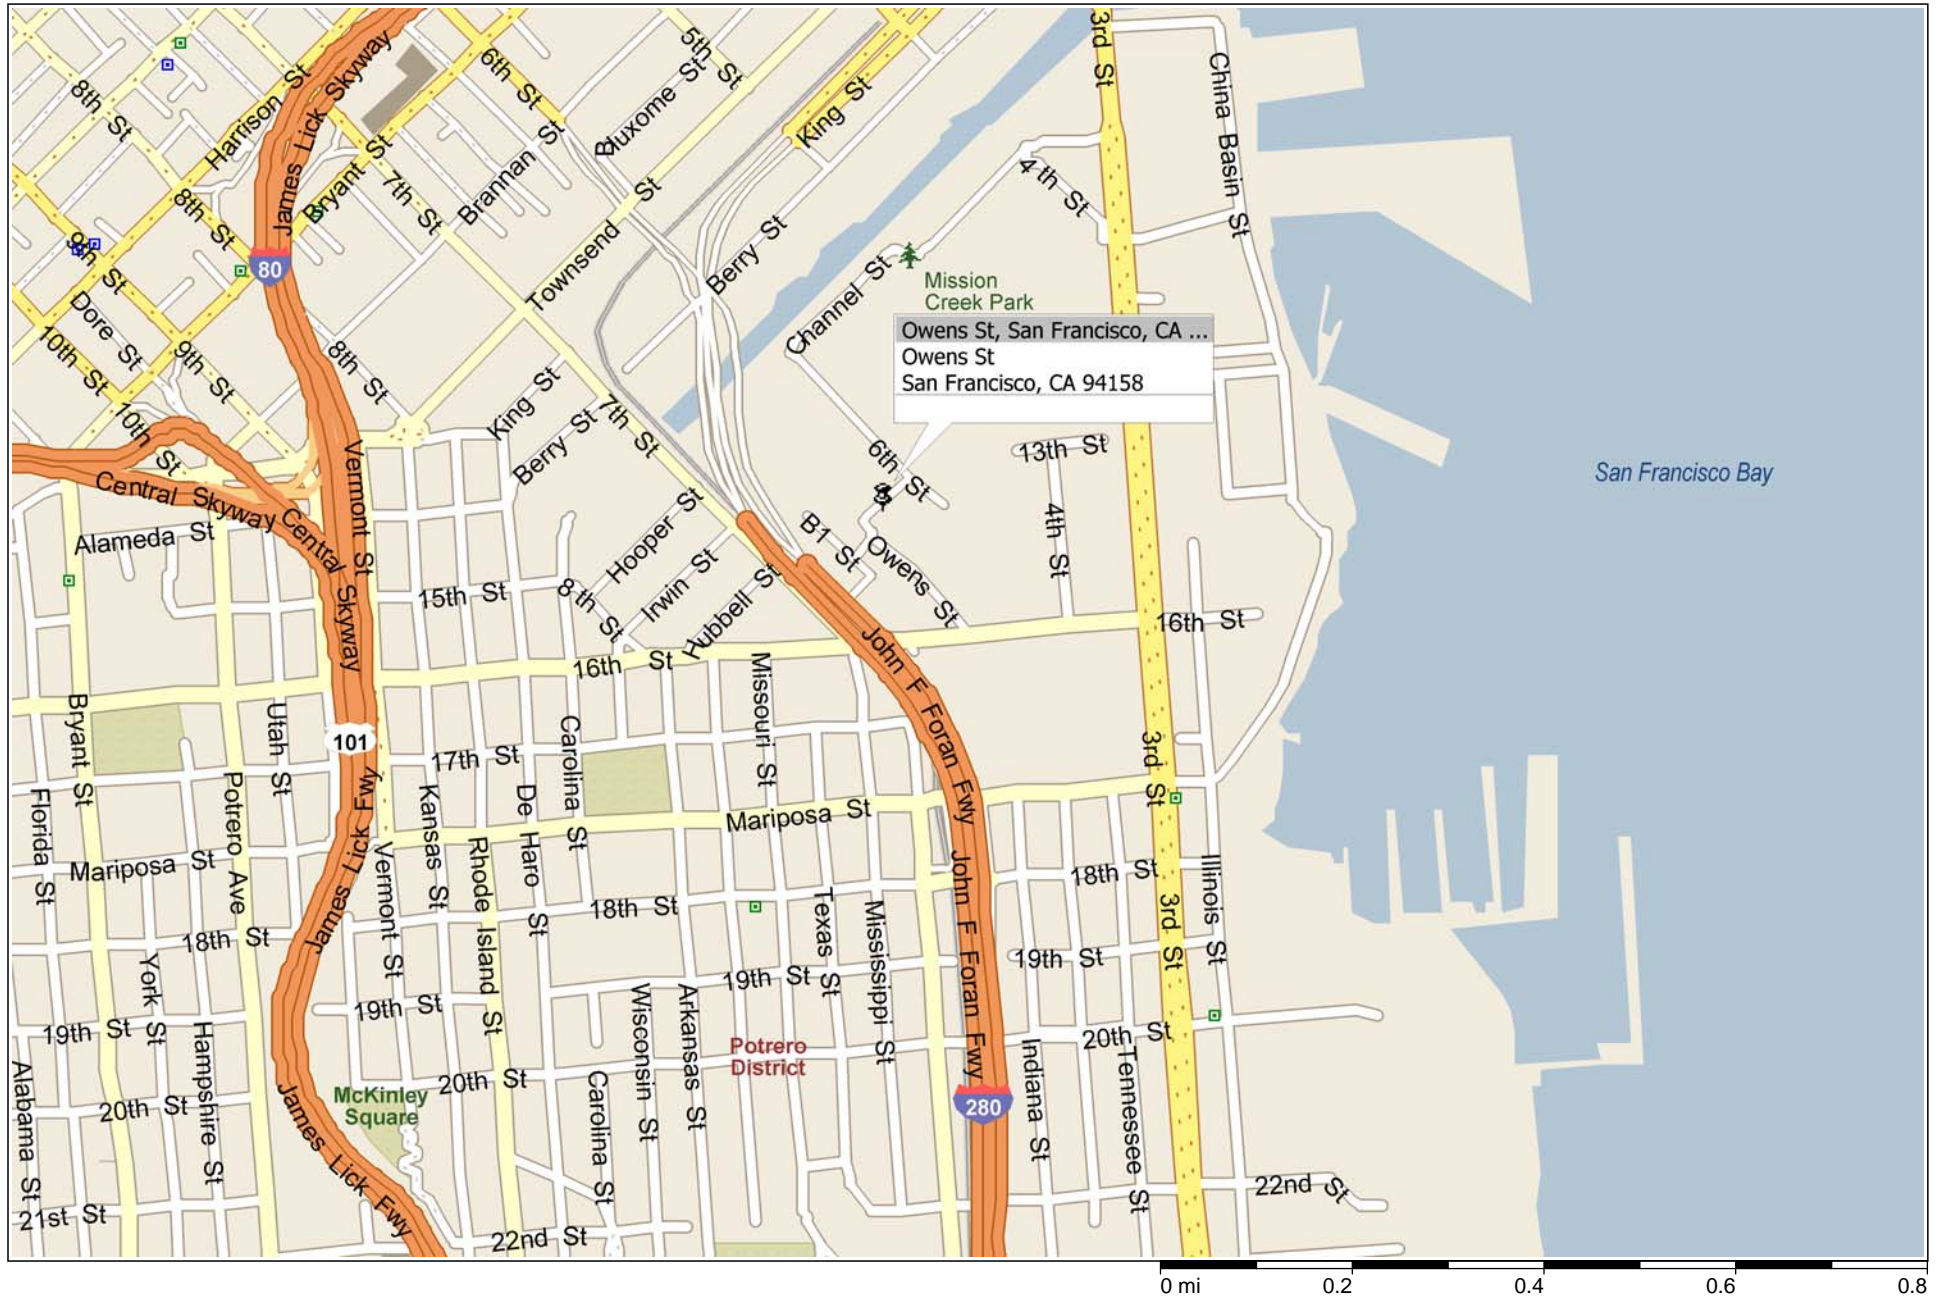 3rd St
China Basin St
5th St
6th St
Bluxome St
King St
James Lick Skyway
Harrison St
8th St
Bryant St
7th St
Brannan St
4 th St
8th St
9th St
80
Townsend St
Berry St
Channel St
Mission
Creek Park
Owens St, San Francisco, CA ...
Owens St
San Francisco, CA 94158
Dore St
10th St
9th St
8th St
King St
Berry St
7th St
10th St
Vermont St
6th St
13th St
San Francisco Bay
Central Skyway
Central Skyway
Alameda St
Hooper St
B1 St
4th St
Owens St
15th St
8 th St
Irwin St
Hubbell St
16th St
16th St
John F Foran Fwy
Missouri St
Bryant St
Utah St
101
Carolina St
17th St
3rd St
Florida St
Potrero Ave
James Lick Fwy
Kansas St
De Haro St
Mariposa St
Mariposa St
Vermont St
Rhode Island St
18th St
John F Foran Fwy
18th St
Illinois St
18th St
Texas St
Mississippi St
3rd St
York St
19th St
19th St
19th St
19th St
Hampshire St
Wisconsin St
Arkansas St
20th St
Potrero
District
Indiana St
Tennessee St
Alabama St
20th St
McKinley
Square
20th St
Carolina St
280
James Lick Fwy
21st St
22nd St
22nd St
0 mi 0.2 0.4 0.6 0.8